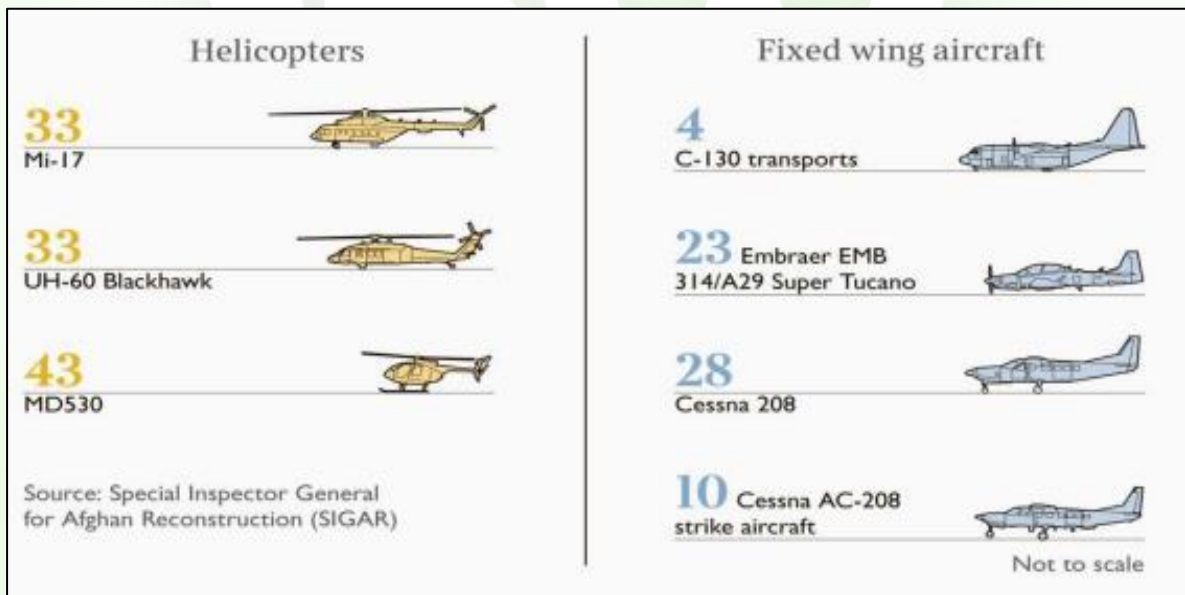 Helicopters
33
Mi-17
33
UH-60 Blackhawk
43
MD530
Source: Special Inspector General
for Afghan Reconstruction (SIGAR)
Fixed wing aircraft
4
C-130 transports
23 Embraer EMB
314/A29 Super Tucano
28
Cessna 208
10 Cessna AC-208
strike aircraft
Not to scale